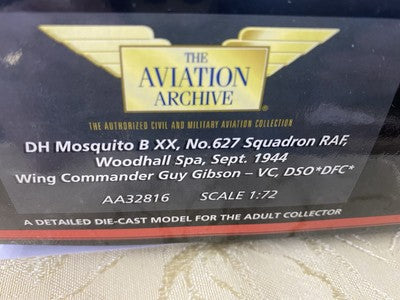 THE
AVIATION
ARCHIVE®
THE AUTHORIZED CIVIL AND MILITARY AVIATION COLLECTION
DH Mosquito B XX, No.627 Squadron RAF,
Woodhall Spa, Sept. 1944
Wing Commander Guy Gibson – VC, DSO*DFC*
AA32816 SCALE 1:72
A DETAILED DIE-CAST MODEL FOR THE ADULT COLLECTOR